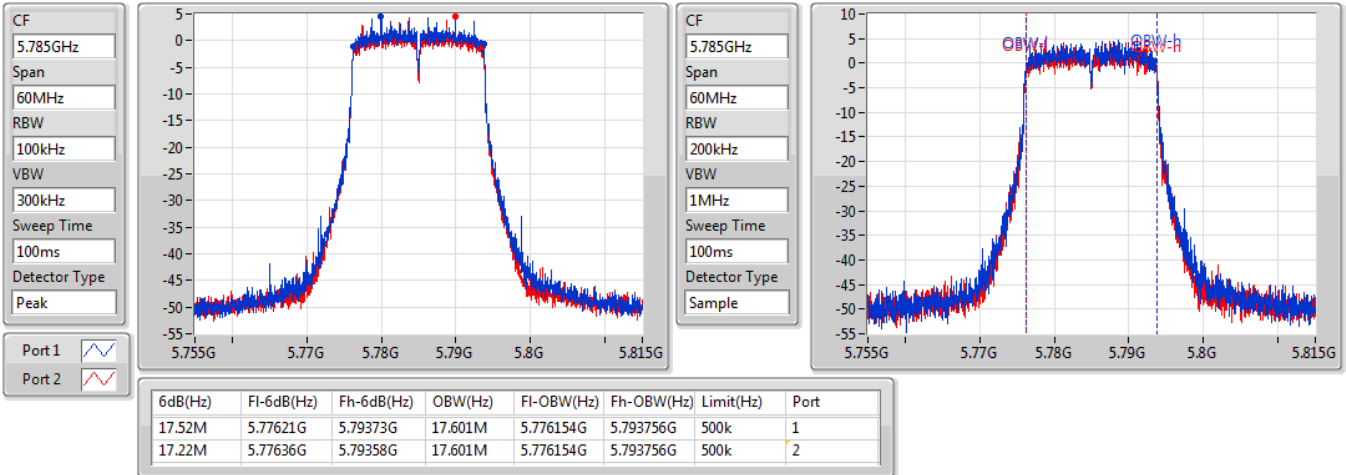 CF
5.785GHz
Span
60MHz
RBW
100kHz
VBW
300kHz
Sweep Time
100ms
Detector Type
Peak
Port 1
Port 2
5
0
-5
-10
-15
-20
-25
-30
-35
-40
-45
-50
-55
5.755G 5.77G 5.78G 5.79G 5.8G 5.815G
CF
5.785GHz
Span
60MHz
RBW
200kHz
VBW
1MHz
Sweep Time
100ms
Detector Type
Sample
10
5
0
-5
-10
-15
-20
-25
-30
-35
-40
-45
-50
-55
OBW-l OBW-h
5.755G 5.77G 5.78G 5.79G 5.8G 5.815G
6dB(Hz) Fl-6dB(Hz) Fh-6dB(Hz) OBW(Hz) Fl-OBW(Hz) Fh-OBW(Hz) Limit(Hz) Port
17.52M 5.77621G 5.79373G 17.601M 5.776154G 5.793756G 500k 1
17.22M 5.77636G 5.79358G 17.601M 5.776154G 5.793756G 500k 2